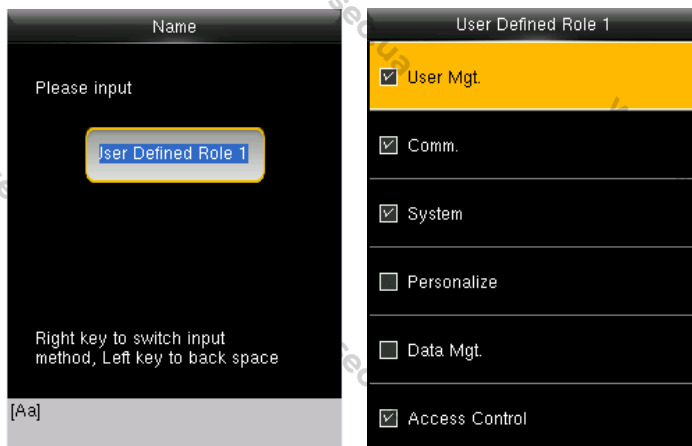 Name
Please input
User Defined Role 1
Right key to switch input
method, Left key to back space
[Aa]
User Defined Role 1
User Mgt.
Comm.
System
Personalize
Data Mgt.
Access Control